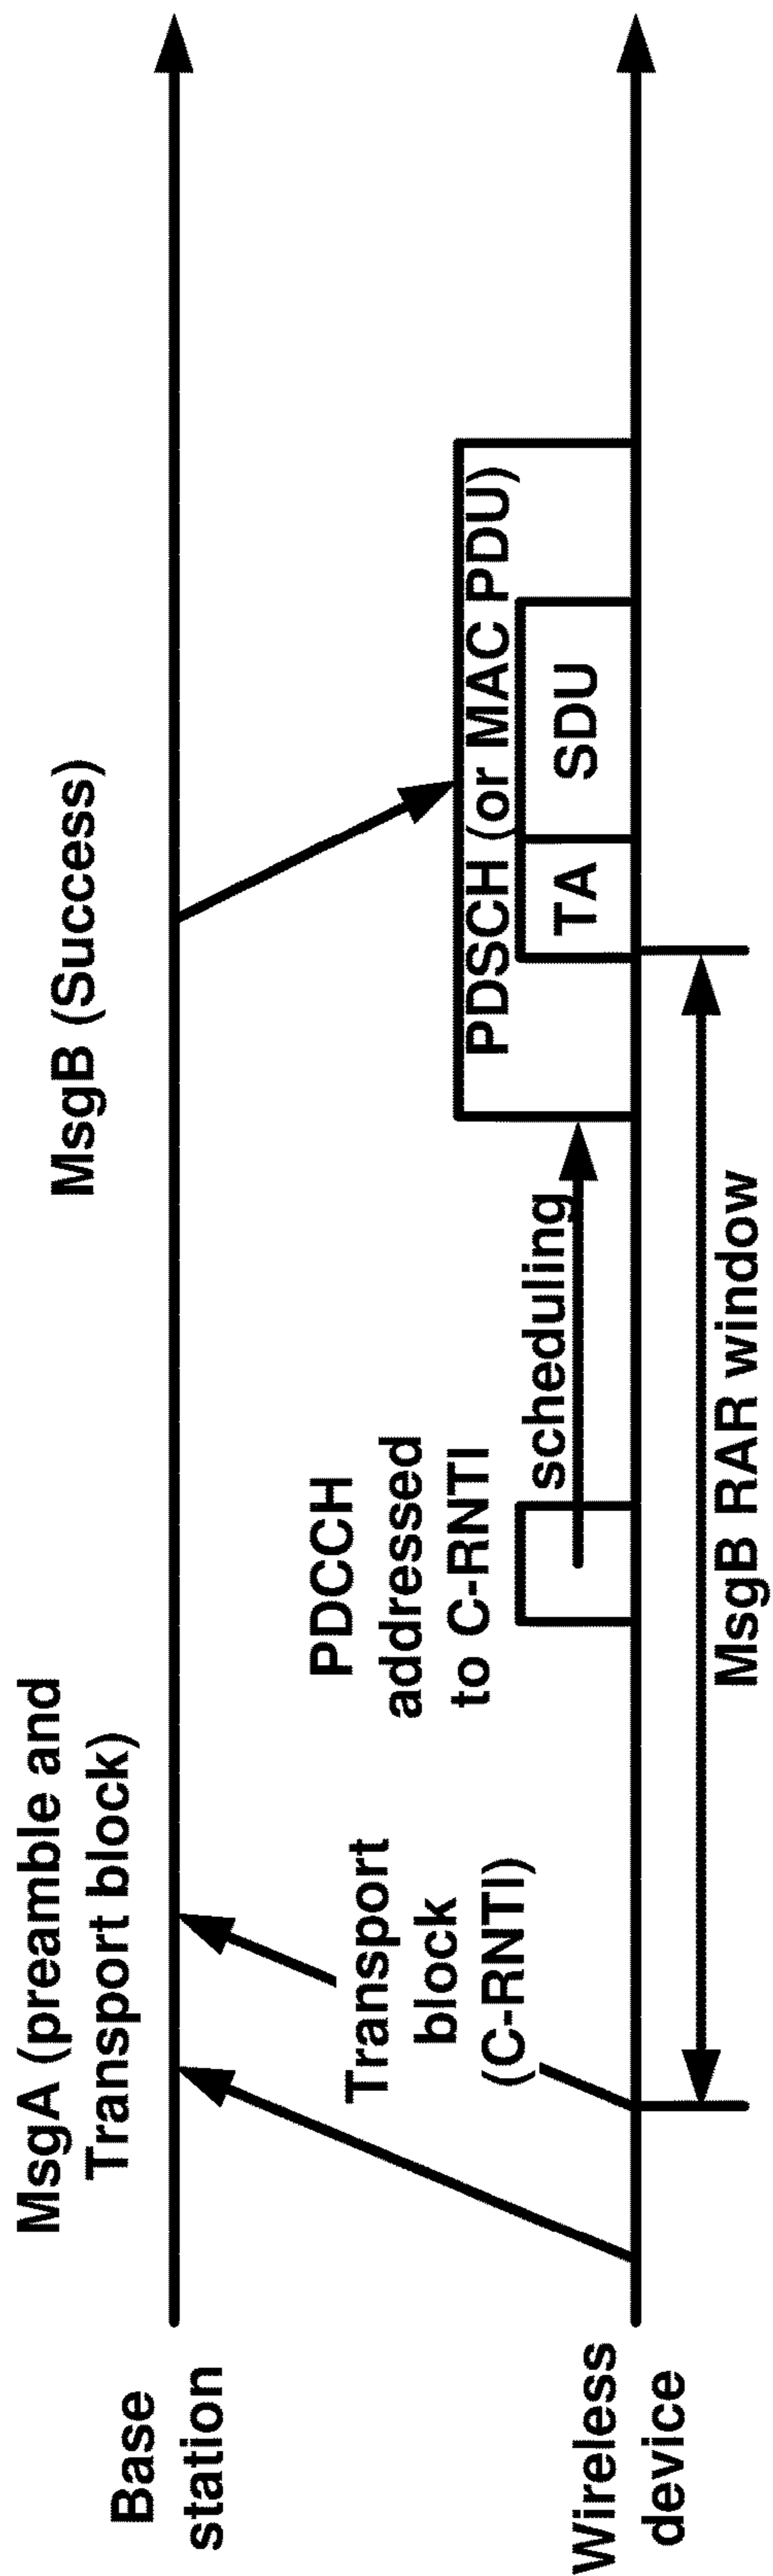 Base
station
MsgA (preamble and
Transport block)
MsgB (Success)
Transport
block
(C-RNTI)
PDCCH
addressed
to C-RNTI
scheduling
PDSCH (or MAC PDU)
TA
SDU
Wireless
device
MsgB RAR window